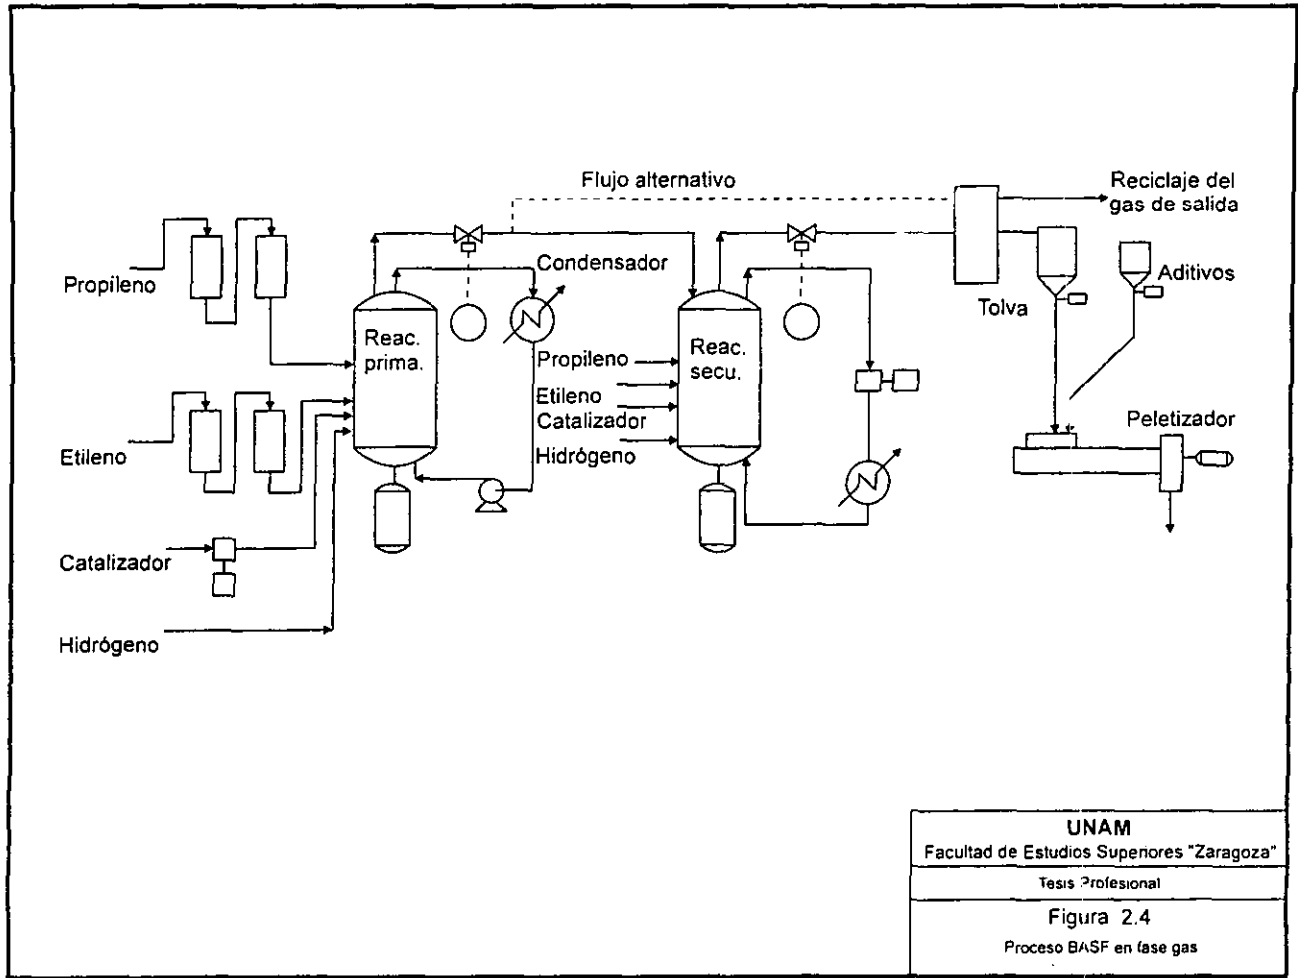 Flujo alternativo
Reciclaje del
gas de salida
Propileno
Condensador
Aditivos
Tolva
Reac.
prima.
Reac.
secu.
Propileno
Etileno
Catalizador
Hidrógeno
Peletizador
Etileno
Catalizador
Hidrógeno
UNAM
Facultad de Estudios Superiores "Zaragoza"
Tesis Profesional
Figura 2.4
Proceso BASF en fase gas